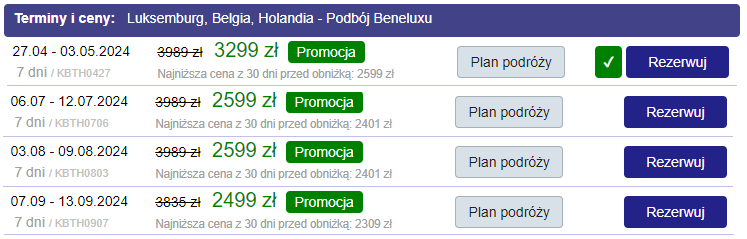 Terminy i ceny: Luksemburg, Belgia, Holandia - Podbój Beneluxu
27.04 - 03.05.2024 3989 zł 3299 zł Promocja
7 dni / KBTH0427 Najniższa cena z 30 dni przed obniżką: 2599 zł Plan podróży ✓ Rezerwuj
06.07 - 12.07.2024 3989 zł 2599 zł Promocja
7 dni / KBTH0706 Najniższa cena z 30 dni przed obniżką: 2401 zł Plan podróży Rezerwuj
03.08 - 09.08.2024 3989 zł 2599 zł Promocja
7 dni / KBTH0803 Najniższa cena z 30 dni przed obniżką: 2401 zł Plan podróży Rezerwuj
07.09 - 13.09.2024 3835 zł 2499 zł Promocja
7 dni / KBTH0907 Najniższa cena z 30 dni przed obniżką: 2309 zł Plan podróży Rezerwuj